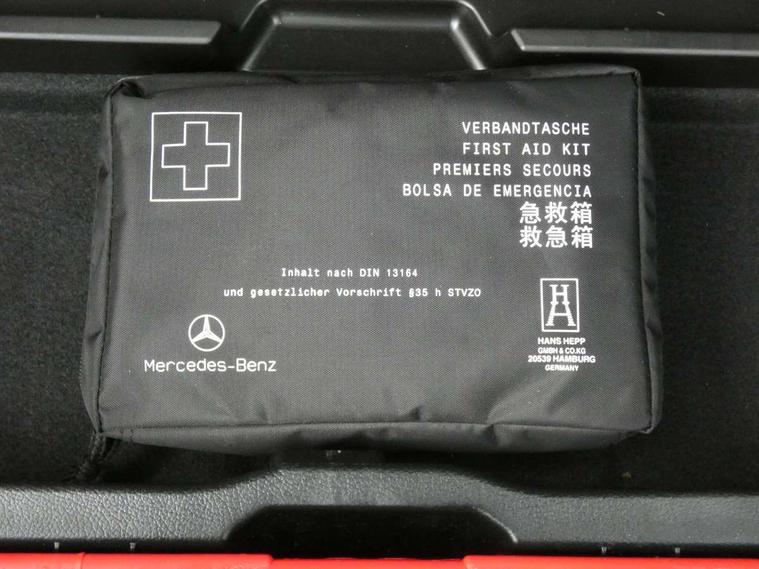 VERBANDTASCHE
FIRST AID KIT
PREMIERS SECOURS
BOLSA DE EMERGENCIA
急救箱
救急箱
Inhalt nach DIN 13164
und gesetzlicher Vorschrift §35 h STVZO
Mercedes-Benz
HA
HANS HEPP
GMBH & CO.KG
20539 HAMBURG
GERMANY